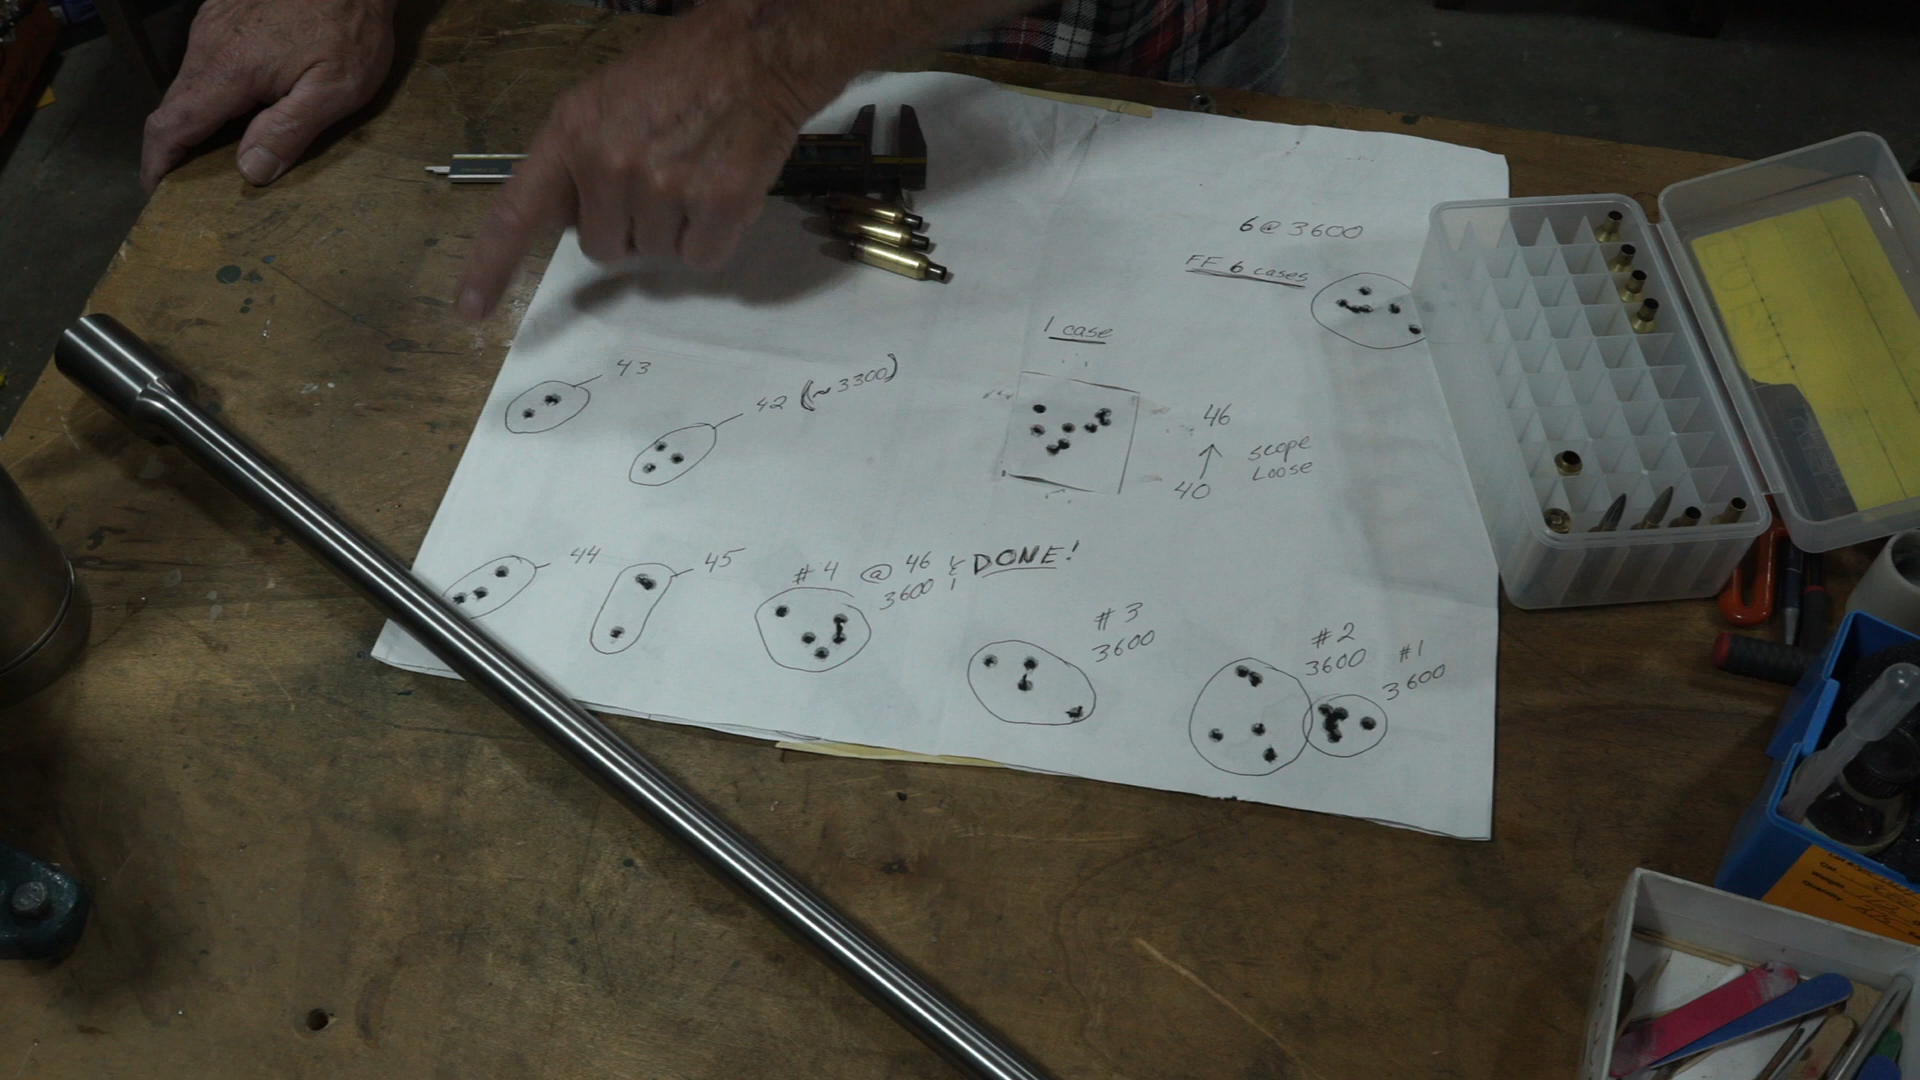 6 @ 3600
FF 6 cases
1 case
43
42 (~3300)
46
↑
40
SCOPE
LOOSE
44
45
#4 @ 46 & DONE!
3600
#3
3600
#2
3600
#1
3600